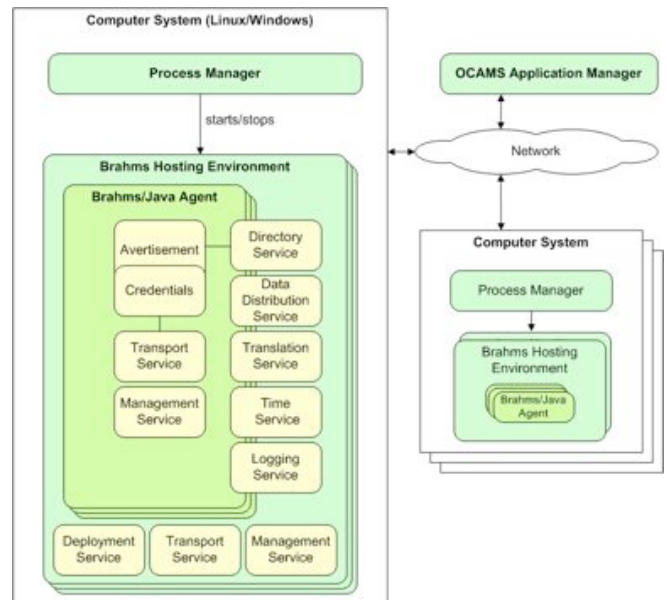 Computer System (Linux/Windows)
Process Manager
starts/stops
Brahms Hosting Environment
Brahms/Java Agent
Avertisement
Credentials
Transport
Service
Management
Service
Directory
Service
Data
Distribution
Service
Translation
Service
Time
Service
Logging
Service
Deployment
Service
Transport
Service
Management
Service
OCAMS Application Manager
Network
Computer System
Process Manager
Brahms Hosting
Environment
Brahms/Java
Agent